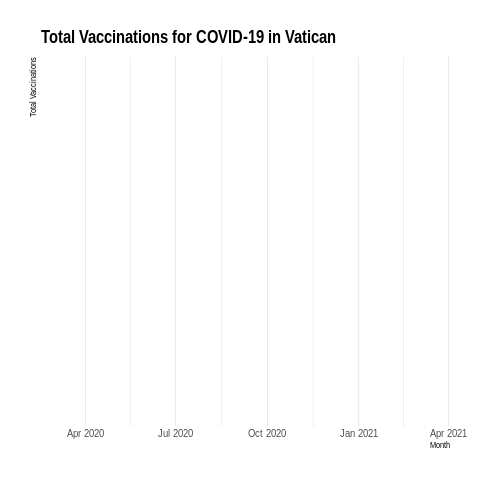 Total Vaccinations for COVID-19 in Vatican
Total Vaccinations
Apr 2020
Jul 2020
Oct 2020
Jan 2021
Apr 2021
Month